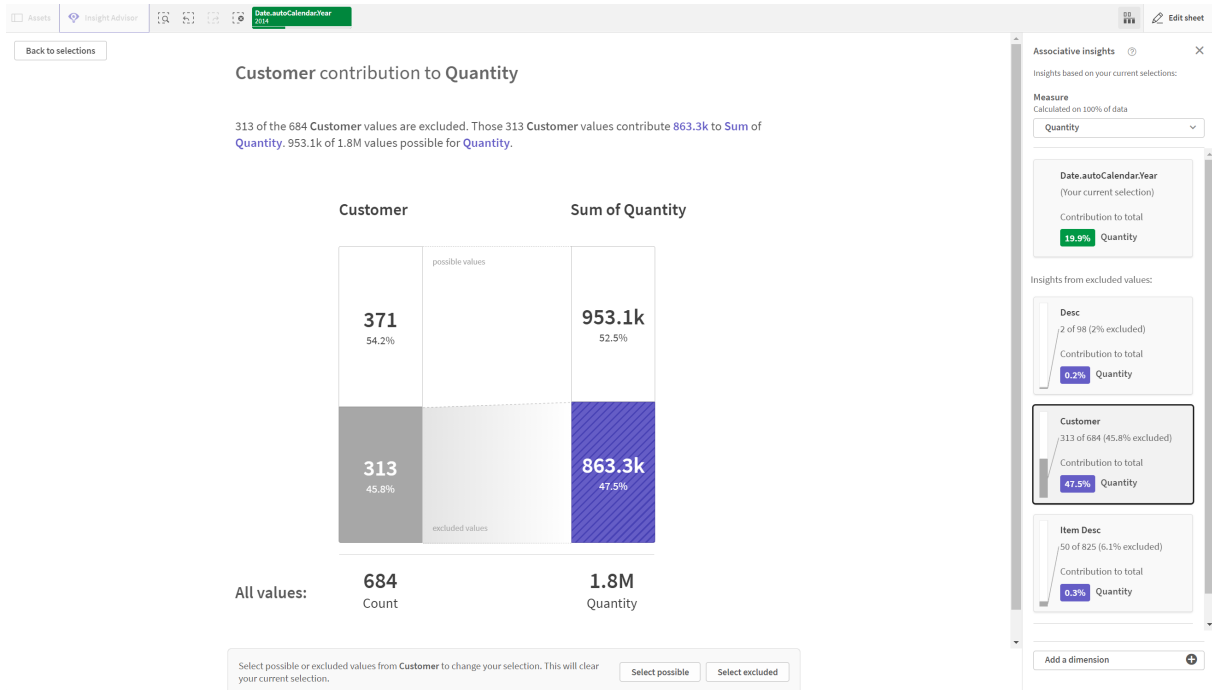 Assets
Insight Advisor
Date.autoCalendar.Year
2014
Edit sheet
Back to selections
Customer contribution to Quantity
313 of the 684 Customer values are excluded. Those 313 Customer values contribute 863.3k to Sum of
Quantity. 953.1k of 1.8M values possible for Quantity.
Customer
Sum of Quantity
possible values
371
54.2%
953.1k
52.5%
313
45.8%
863.3k
47.5%
excluded values
All values:
684
Count
1.8M
Quantity
Select possible or excluded values from Customer to change your selection. This will clear
your current selection.
Select possible
Select excluded
Associative insights
Insights based on your current selections:
Measure
Calculated on 100% of data
Quantity
Date.autoCalendar.Year
(Your current selection)
Contribution to total
19.9% Quantity
Insights from excluded values:
Desc
2 of 98 (2% excluded)
Contribution to total
0.2% Quantity
Customer
313 of 684 (45.8% excluded)
Contribution to total
47.5% Quantity
Item Desc
50 of 825 (6.1% excluded)
Contribution to total
0.3% Quantity
Add a dimension